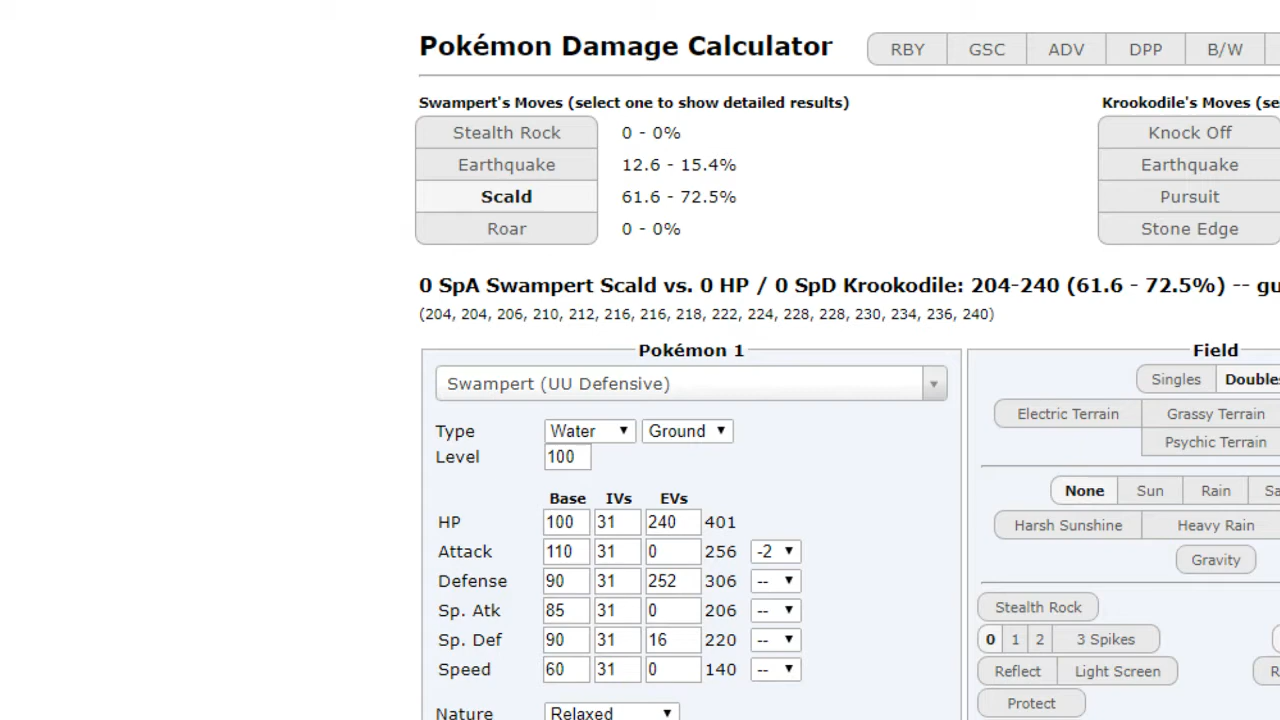 Pokémon Damage Calculator RBY GSC ADV DPP B/W
Swampert's Moves (select one to show detailed results) Krookodile's Moves (se
Stealth Rock 0 - 0% Knock Off
Earthquake 12.6 - 15.4% Earthquake
Scald 61.6 - 72.5% Pursuit
Roar 0 - 0% Stone Edge
0 SpA Swampert Scald vs. 0 HP / 0 SpD Krookodile: 204-240 (61.6 - 72.5%) -- gu
(204, 204, 206, 210, 212, 216, 216, 218, 222, 224, 228, 228, 230, 234, 236, 240)
Pokémon 1 Field
Swampert (UU Defensive) Singles Doubles
Electric Terrain Grassy Terrain
Type Water Ground
Psychic Terrain
Level 100
None Sun Rain Sa
Base IVs EVs
HP 100 31 240 401 Harsh Sunshine Heavy Rain
Attack 110 31 0 256 -2 Gravity
Defense 90 31 252 306 --
Sp. Atk 85 31 0 206 -- Stealth Rock
Sp. Def 90 31 16 220 -- 0 1 2 3 Spikes
Speed 60 31 0 140 -- Reflect Light Screen R
Nature Relaxed Protect